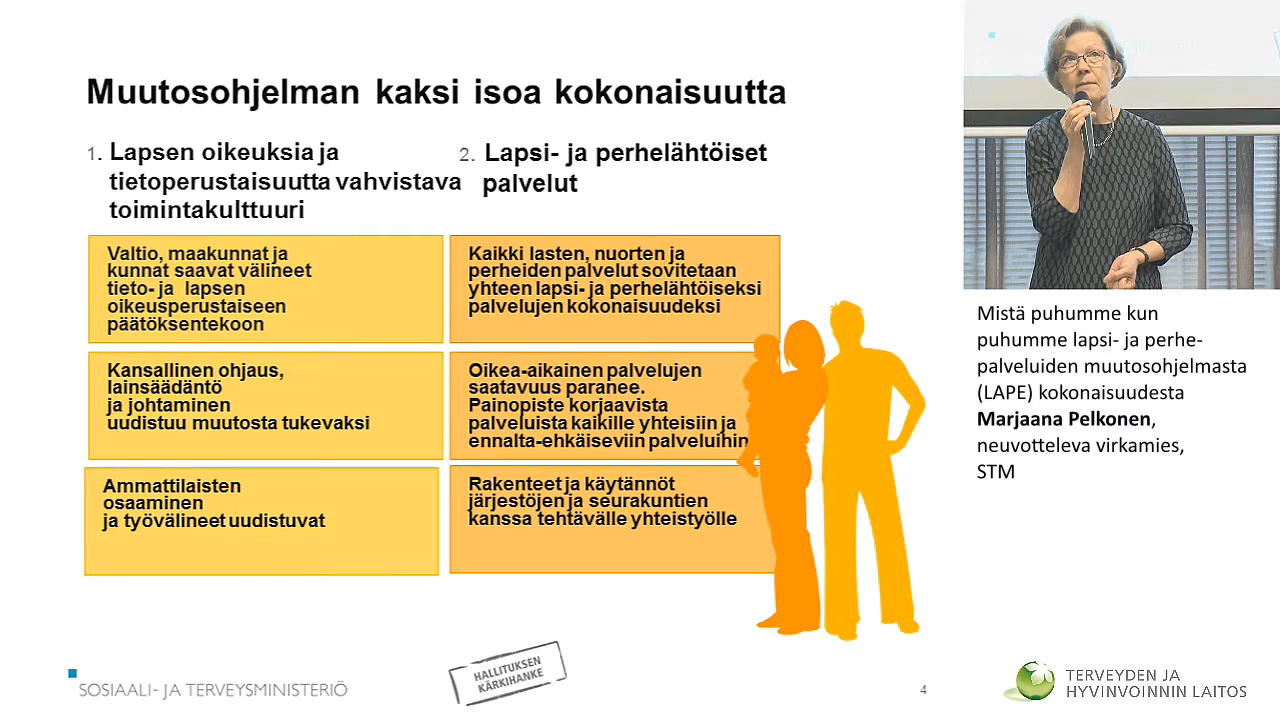 Muutosohjelman kaksi isoa kokonaisuutta
1. Lapsen oikeuksia ja
tietoperustaisuutta vahvistava
toimintakulttuuri
2. Lapsi- ja perhelähtöiset
palvelut
Valtio, maakunnat ja
kunnat saavat välineet
tieto- ja lapsen
oikeusperustaiseen
päätöksentekoon
Kaikki lasten, nuorten ja
perheiden palvelut sovitetaan
yhteen lapsi- ja perhelähtöiseksi
palvelujen kokonaisuudeksi
Kansallinen ohjaus,
lainsäädäntö
ja johtaminen
uudistuu muutosta tukevaksi
Oikea-aikainen palvelujen
saatavuus paranee.
Painopiste korjaavista
palveluista kaikille yhteisiin ja
ennalta-ehkäiseviin palveluihin
Ammattilaisten
osaaminen
ja työvälineet uudistuvat
Rakenteet ja käytännöt
järjestöjen ja seurakuntien
kanssa tehtävälle yhteistyölle
Mistä puhumme kun
puhumme lapsi- ja perhe-
palveluiden muutosohjelmasta
(LAPE) kokonaisuudesta
Marjaana Pelkonen,
neuvotteleva virkamies,
STM
SOSIAALI- JA TERVEYSMINISTERIÖ
HALLITUKSEN
KÄRKIHANKE
4
TERVEYDEN JA
HYVINVOINNIN LAITOS